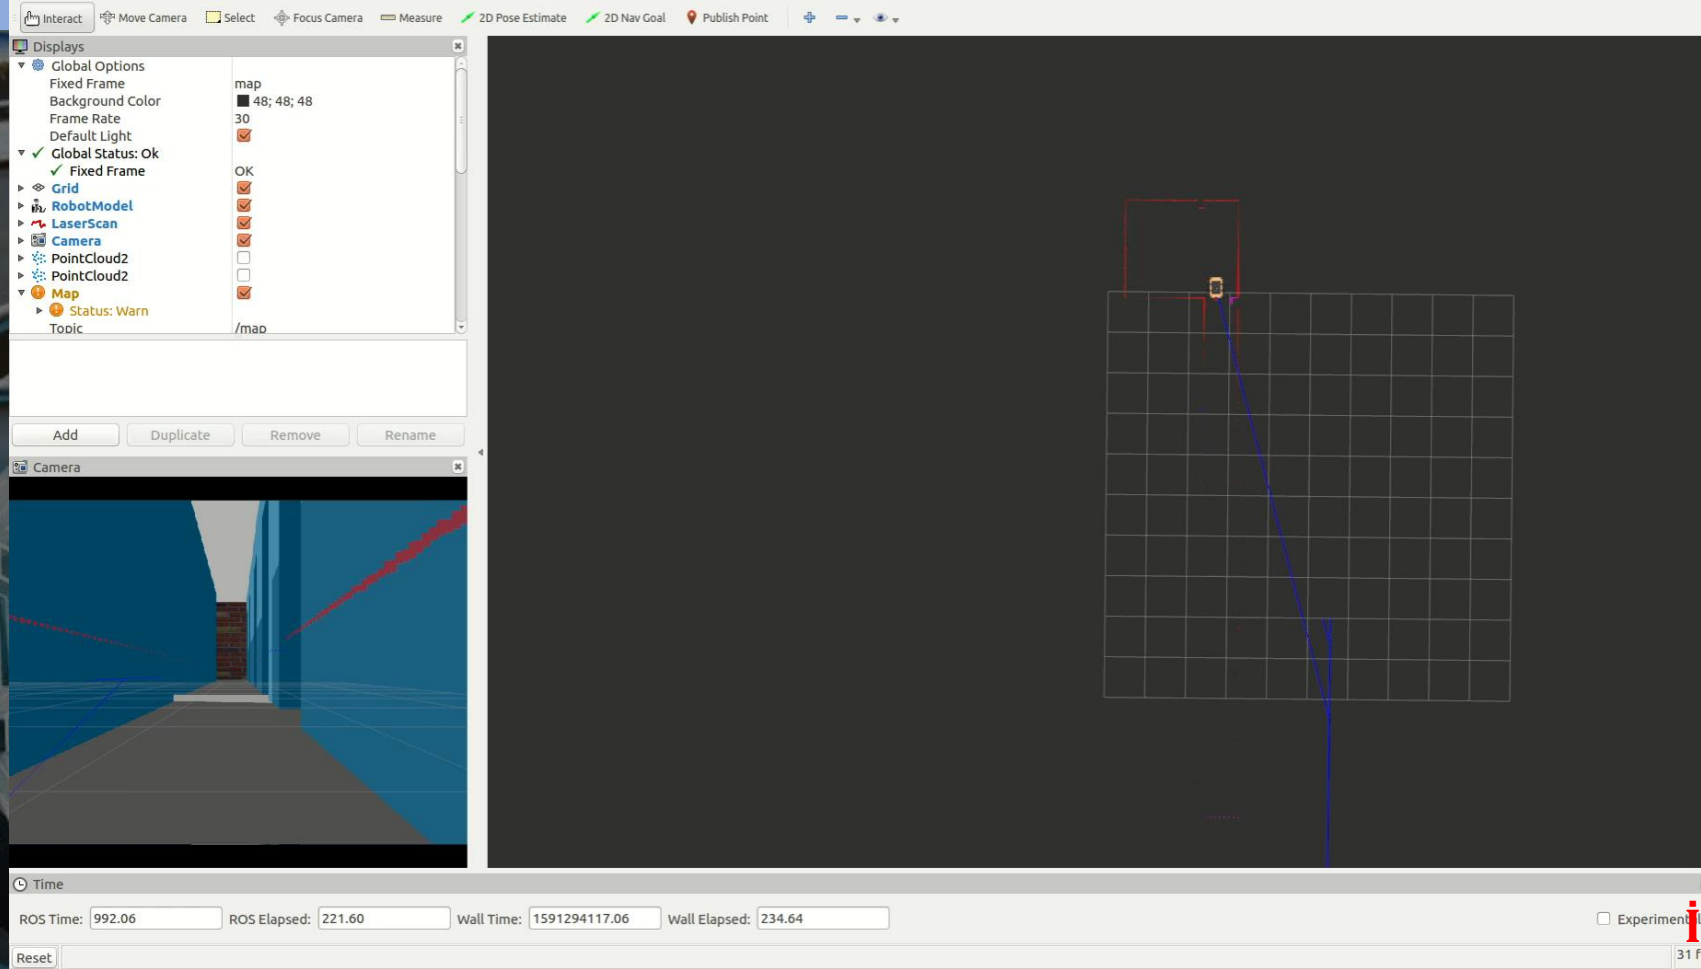 Interact Move Camera Select Focus Camera Measure 2D Pose Estimate 2D Nav Goal Publish Point
Displays
Global Options
Fixed Frame map
Background Color 48; 48; 48
Frame Rate 30
Default Light
Global Status: Ok
Fixed Frame OK
Grid
RobotModel
LaserScan
Camera
PointCloud2
PointCloud2
Map
Status: Warn
Topic /map
Add Duplicate Remove Rename
Camera
Time
ROS Time: 992.06 ROS Elapsed: 221.60 Wall Time: 1591294117.06 Wall Elapsed: 234.64 Experimental
i
Reset 31 f